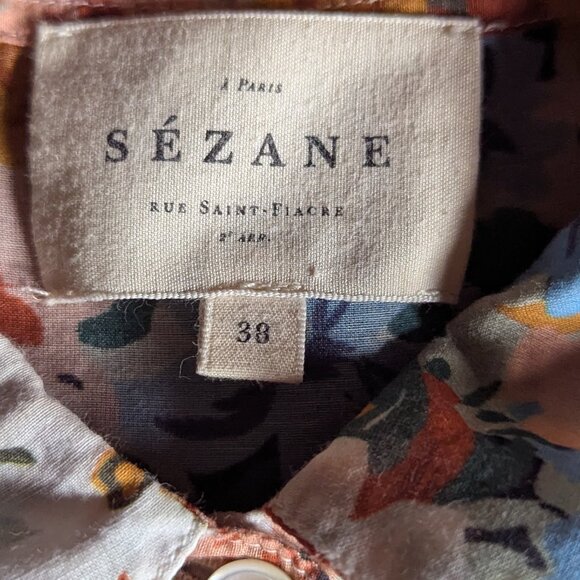 À PARIS
SÉZANE
RUE SAINT-FIACRE
2E ARR.
38